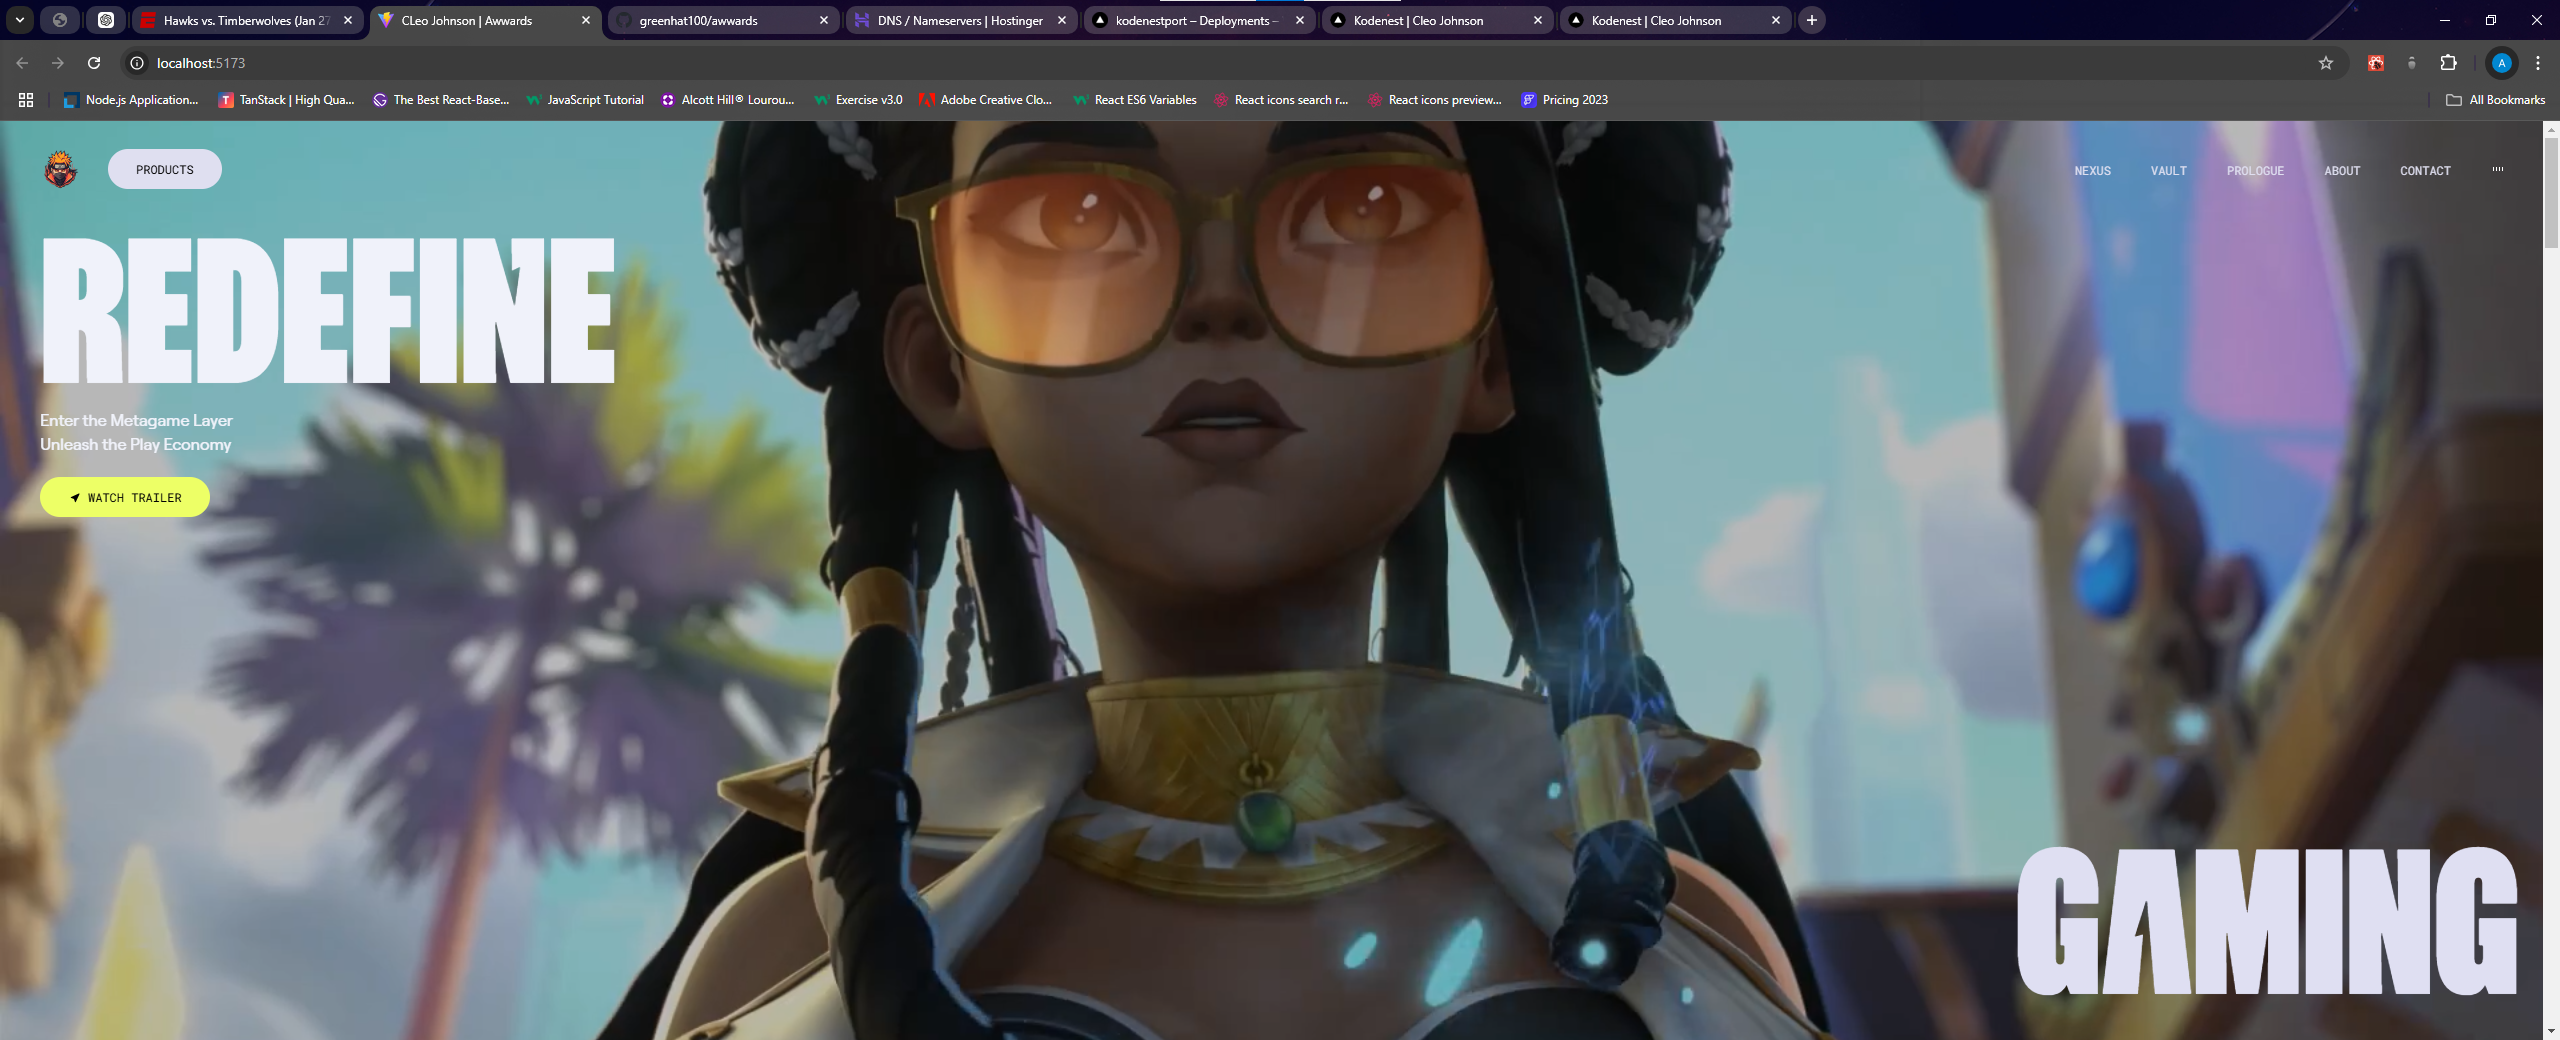 Hawks vs. Timberwolves (Jan 27
CLeo Johnson | Awwards
greenhat100/awwards
DNS / Nameservers | Hostinger
kodenestport – Deployments –
Kodenest | Cleo Johnson
Kodenest | Cleo Johnson
localhost:5173
A
Node.js Application...
TanStack | High Qua...
The Best React-Base...
JavaScript Tutorial
Alcott Hill® Lourou...
Exercise v3.0
Adobe Creative Clo...
React ES6 Variables
React icons search r...
React icons preview...
Pricing 2023
All Bookmarks
PRODUCTS
NEXUS
VAULT
PROLOGUE
ABOUT
CONTACT
REDEFINE
Enter the Metagame Layer
Unleash the Play Economy
WATCH TRAILER
GAMING